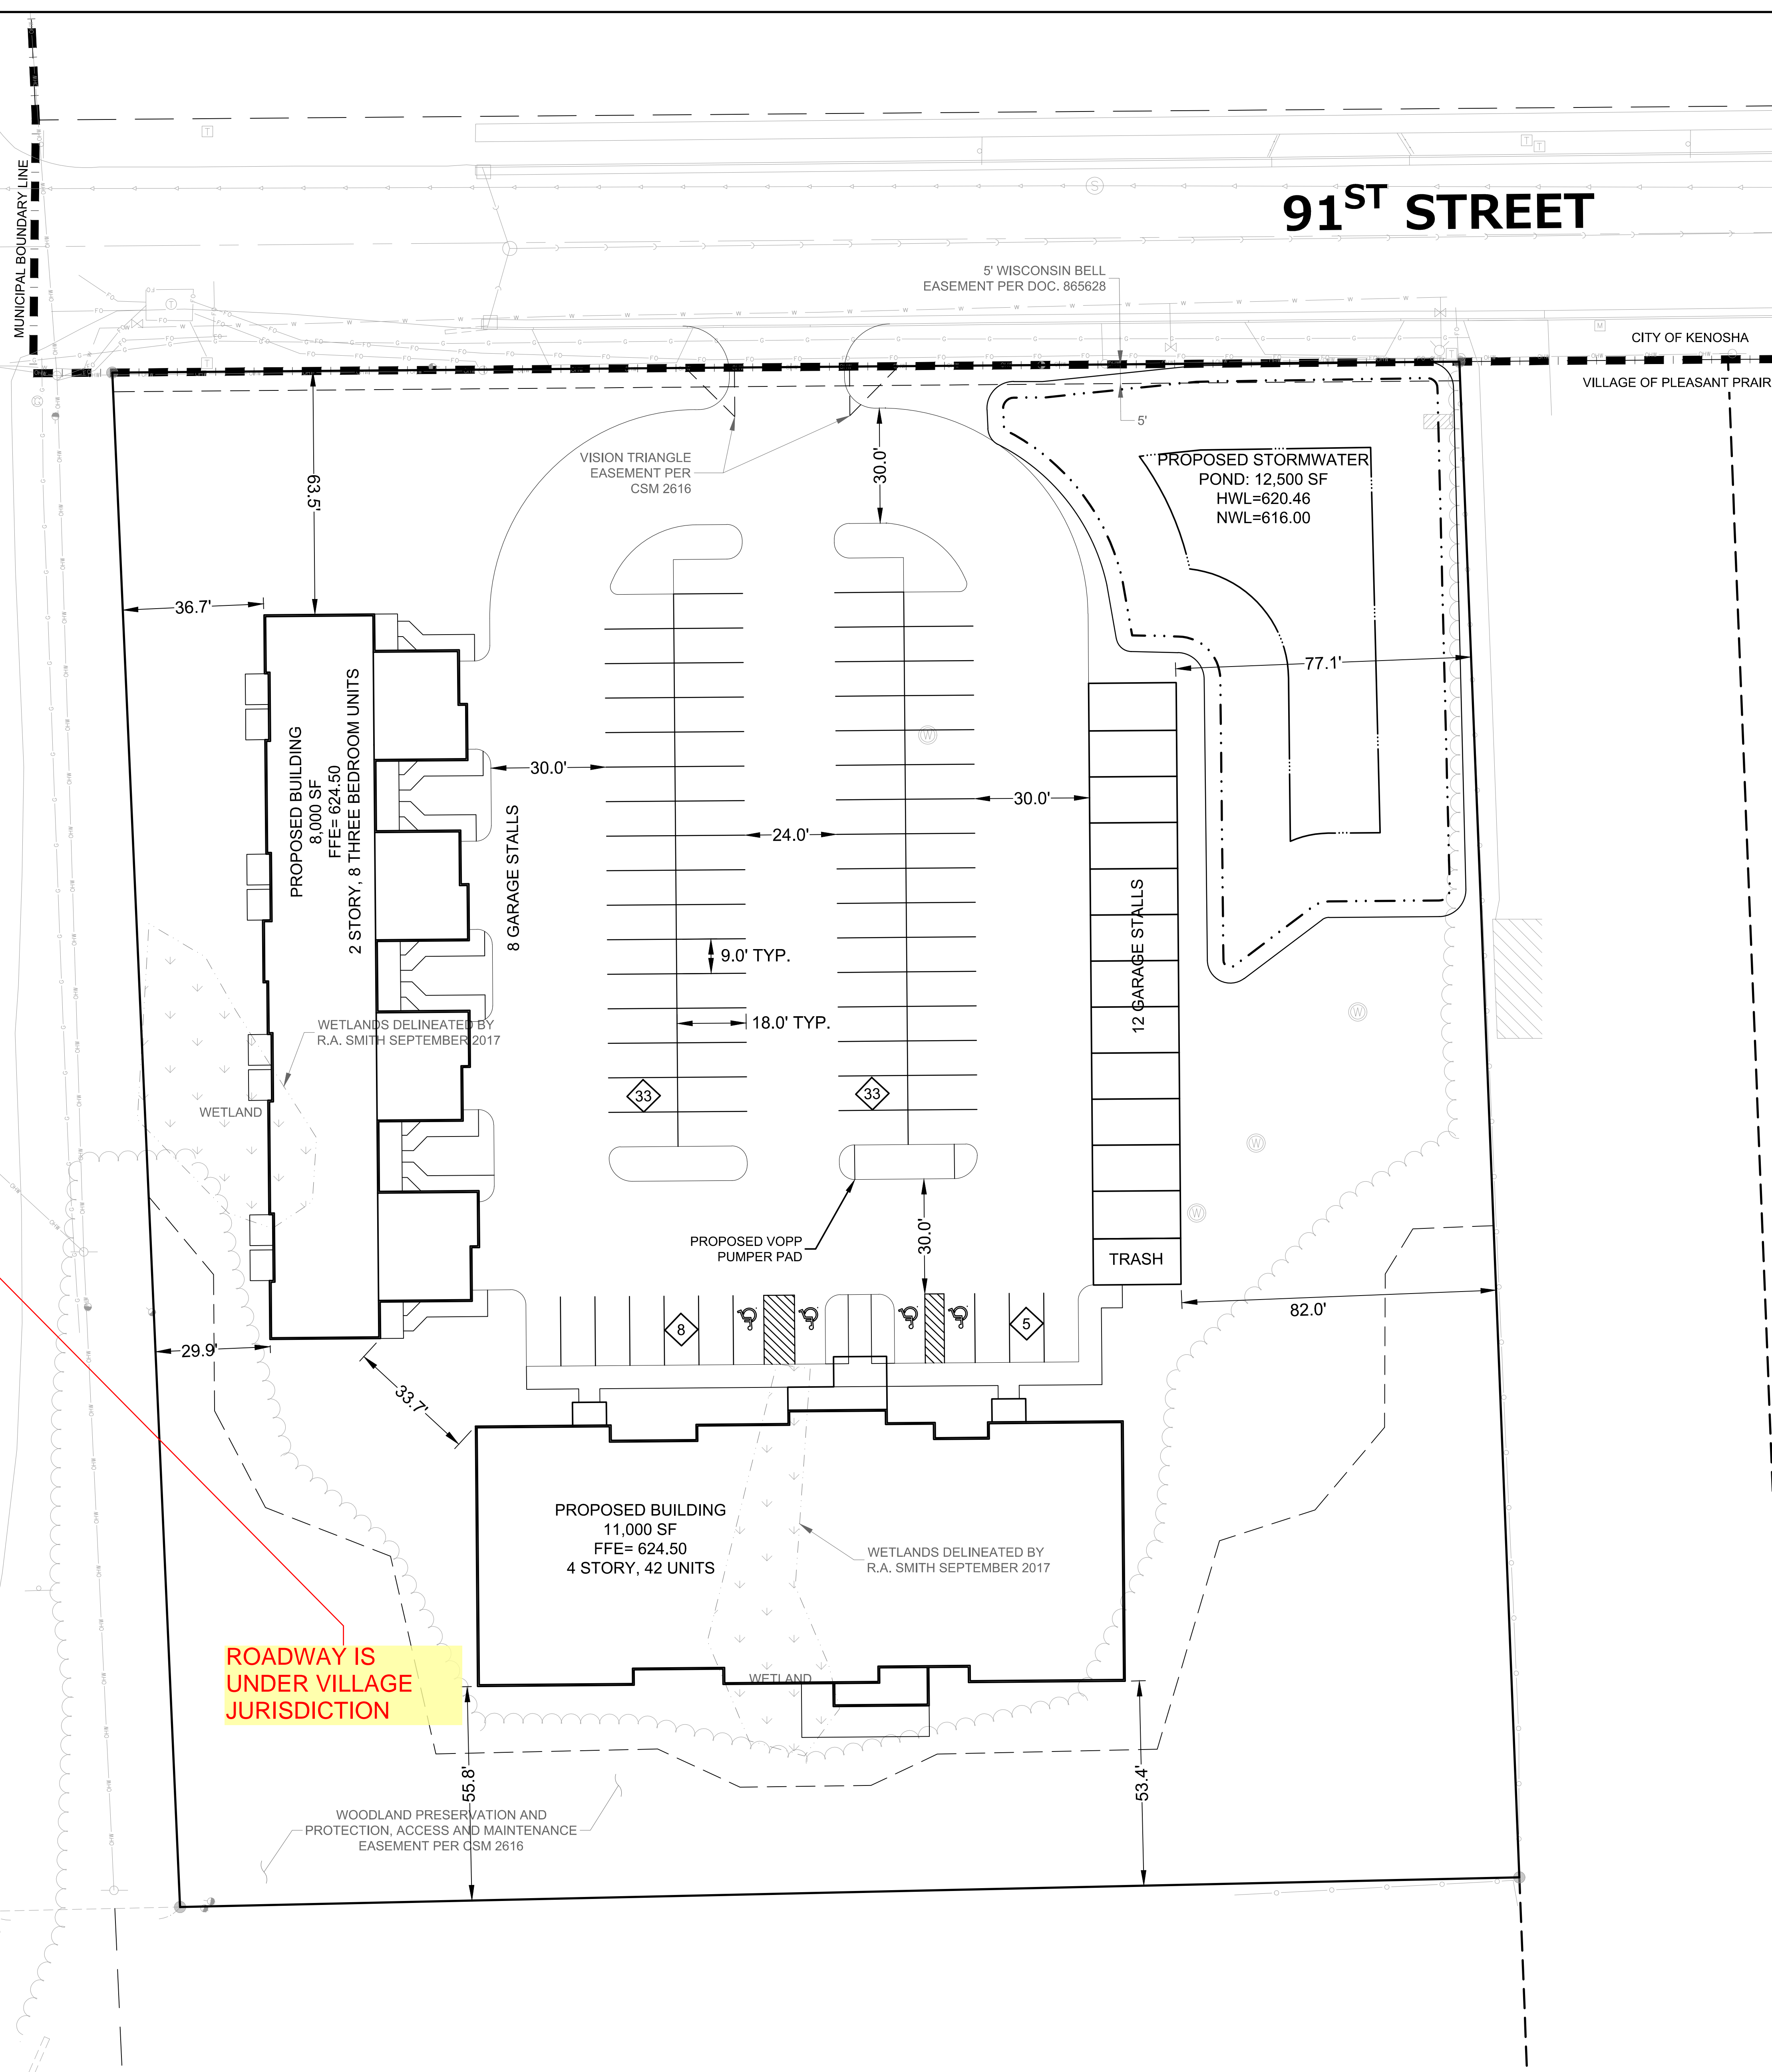 MUNICIPAL BOUNDARY LINE
91ST STREET
5' WISCONSIN BELL
EASEMENT PER DOC. 865628
CITY OF KENOSHA
VILLAGE OF PLEASANT PRAIR
5'
VISION TRIANGLE
EASEMENT PER
CSM 2616
63.5'
30.0'
PROPOSED STORMWATER
POND: 12,500 SF
HWL=620.46
NWL=616.00
36.7'
77.1'
PROPOSED BUILDING
8,000 SF
FFE= 624.50
2 STORY, 8 THREE BEDROOM UNITS
30.0'
8 GARAGE STALLS
24.0'
30.0'
12 GARAGE STALLS
9.0' TYP.
18.0' TYP.
WETLANDS DELINEATED BY
R.A. SMITH SEPTEMBER 2017
WETLAND
33
33
PROPOSED VOPP
PUMPER PAD
30.0'
TRASH
82.0'
8
5
29.9'
33.7'
PROPOSED BUILDING
11,000 SF
FFE= 624.50
4 STORY, 42 UNITS
WETLANDS DELINEATED BY
R.A. SMITH SEPTEMBER 2017
WETLAND
ROADWAY IS
UNDER VILLAGE
JURISDICTION
55.8'
53.4'
WOODLAND PRESERVATION AND
PROTECTION, ACCESS AND MAINTENANCE
EASEMENT PER CSM 2616